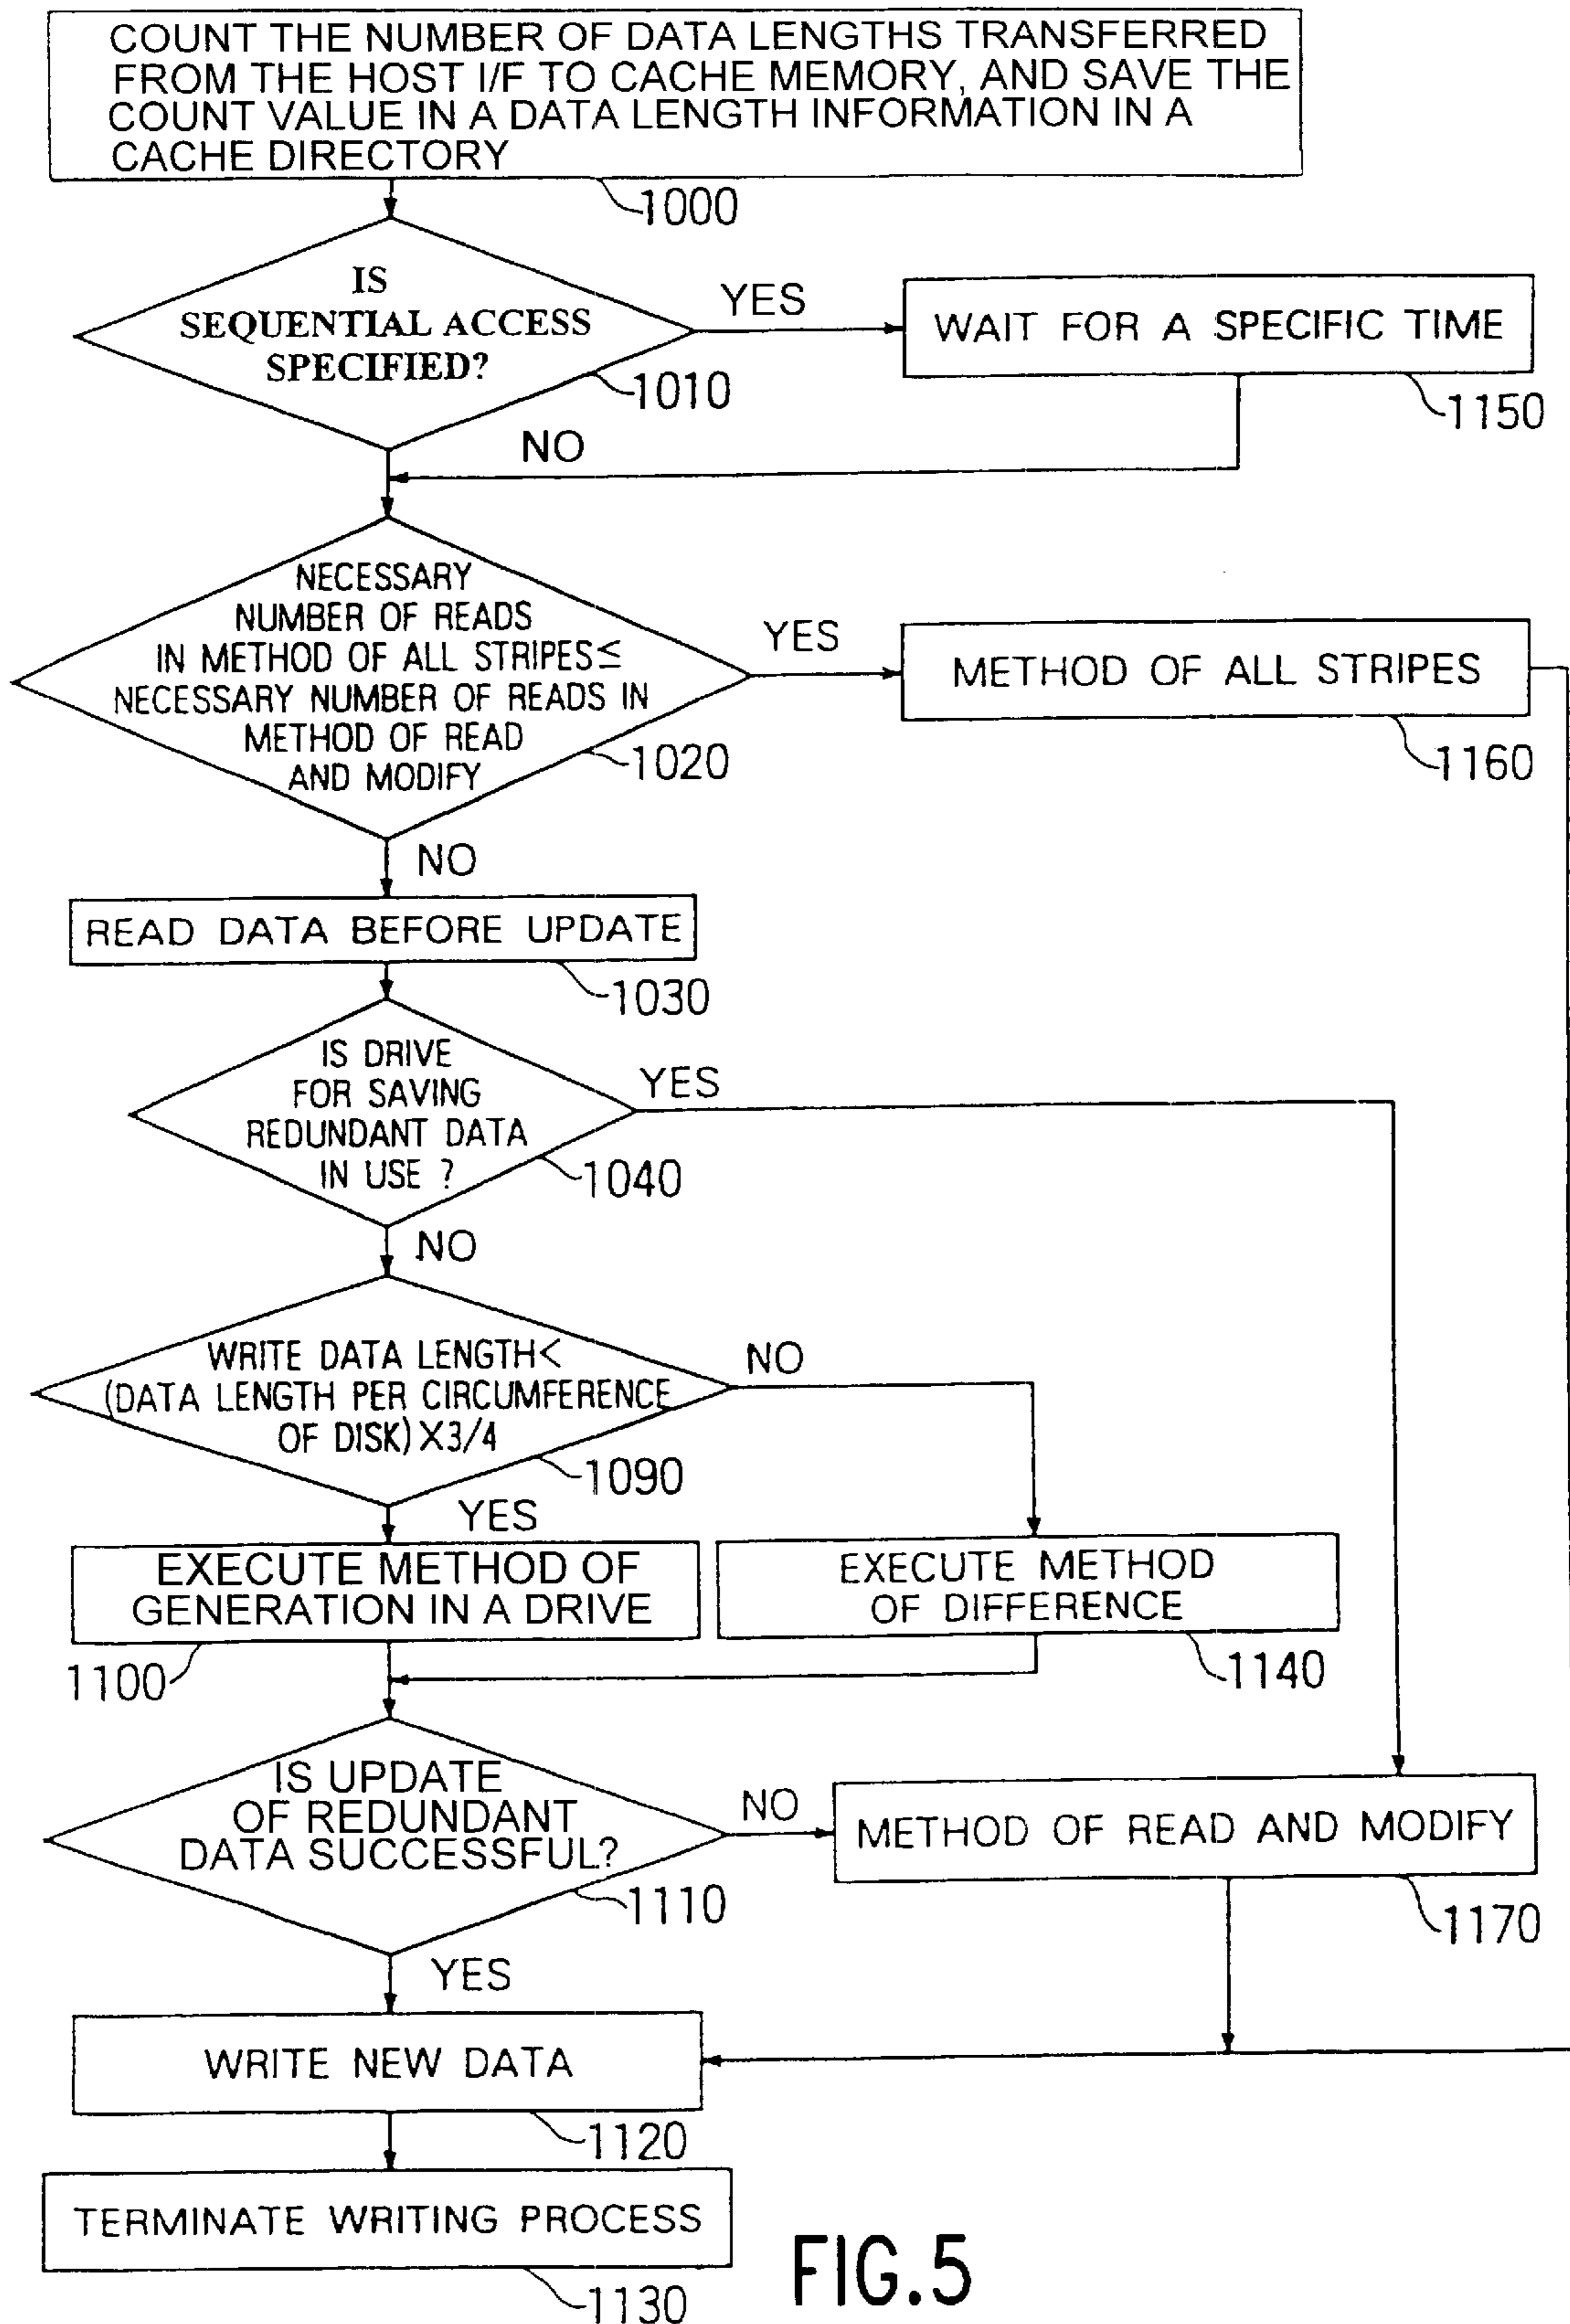 COUNT THE NUMBER OF DATA LENGTHS TRANSFERRED
FROM THE HOST I/F TO CACHE MEMORY, AND SAVE THE
COUNT VALUE IN A DATA LENGTH INFORMATION IN A
CACHE DIRECTORY
1000
IS
SEQUENTIAL ACCESS
SPECIFIED?
1010
YES
WAIT FOR A SPECIFIC TIME
1150
NO
NECESSARY
NUMBER OF READS
IN METHOD OF ALL STRIPES≤
NECESSARY NUMBER OF READS IN
METHOD OF READ
AND MODIFY
1020
YES
METHOD OF ALL STRIPES
1160
NO
READ DATA BEFORE UPDATE
1030
IS DRIVE
FOR SAVING
REDUNDANT DATA
IN USE ?
1040
YES
NO
WRITE DATA LENGTH<
(DATA LENGTH PER CIRCUMFERENCE
OF DISK)X3/4
1090
NO
YES
EXECUTE METHOD OF
GENERATION IN A DRIVE
1100
EXECUTE METHOD
OF DIFFERENCE
1140
IS UPDATE
OF REDUNDANT
DATA SUCCESSFUL?
1110
NO
METHOD OF READ AND MODIFY
1170
YES
WRITE NEW DATA
1120
TERMINATE WRITING PROCESS
1130
FIG.5